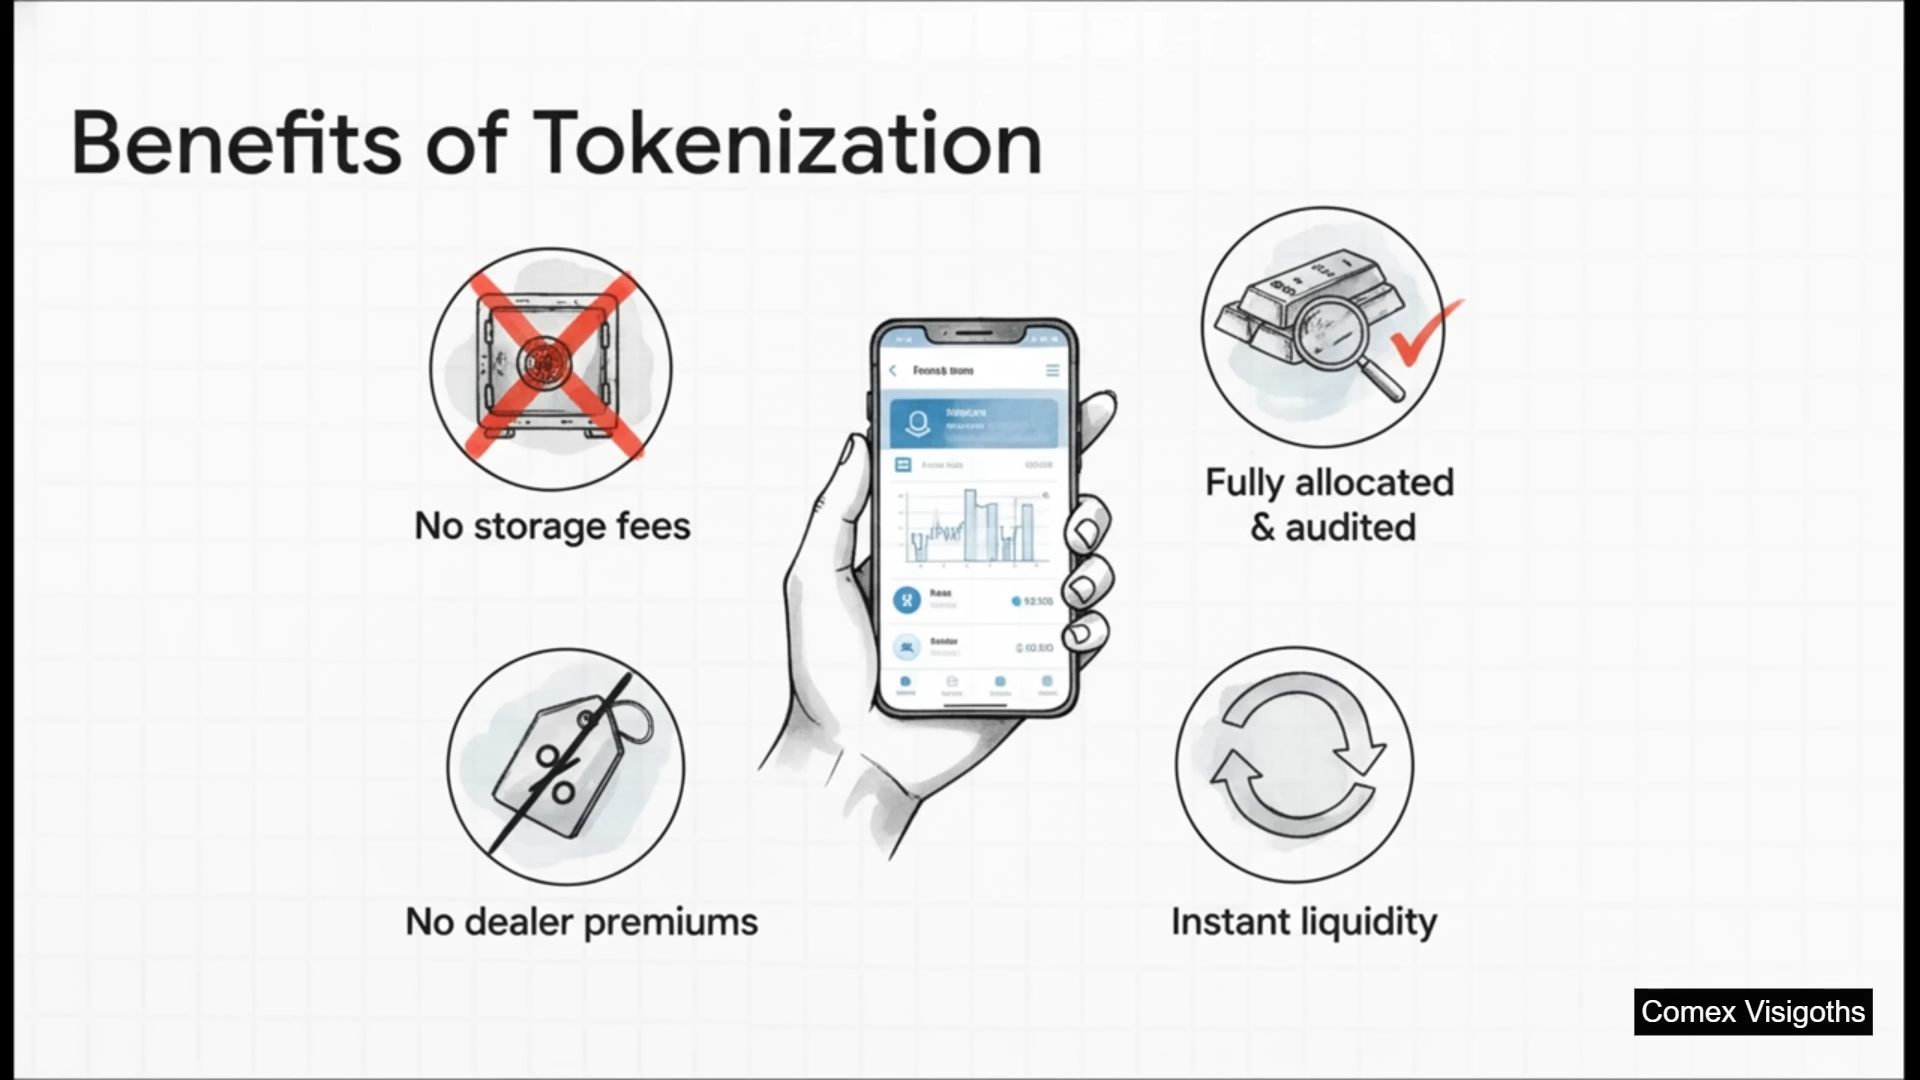 Benefits of Tokenization
No storage fees
Fully allocated
& audited
No dealer premiums
Instant liquidity
Comex Visigoths